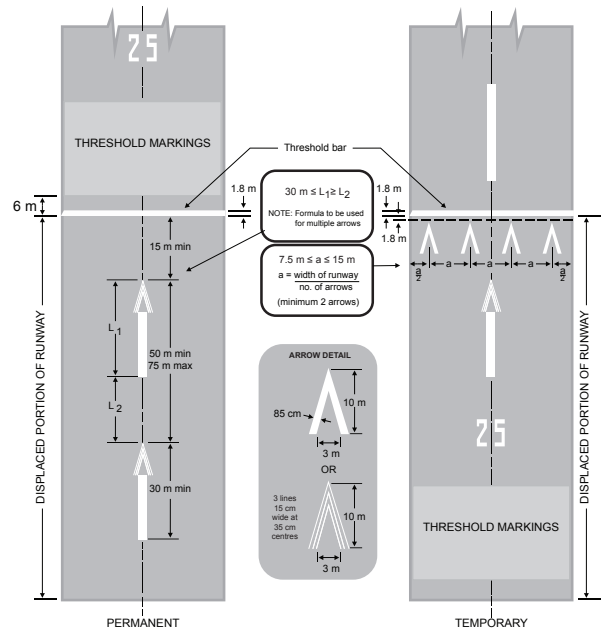 25
THRESHOLD MARKINGS
Threshold bar
6 m
1.8 m
15 m min
L1
50 m min
75 m max
L2
30 m min
DISPLACED PORTION OF RUNWAY
PERMANENT
30 m ≤ L1≥ L2
NOTE: Formula to be used
for multiple arrows
7.5 m ≤ a ≤ 15 m
a = width of runway
no. of arrows
(minimum 2 arrows)
ARROW DETAIL
85 cm
10 m
3 m
OR
3 lines
15 cm
wide at
35 cm
centres
10 m
3 m
1.8 m
1.8 m
a/2
a
a
a
a/2
25
THRESHOLD MARKINGS
DISPLACED PORTION OF RUNWAY
TEMPORARY